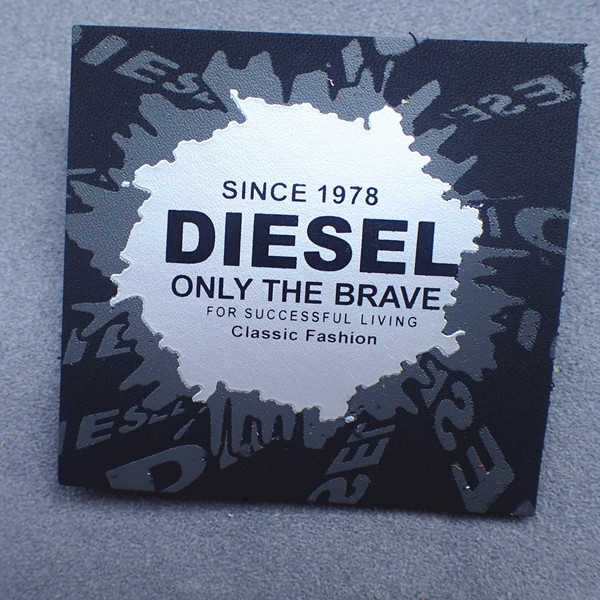 SINCE 1978
DIESEL
ONLY THE BRAVE
FOR SUCCESSFUL LIVING
Classic Fashion